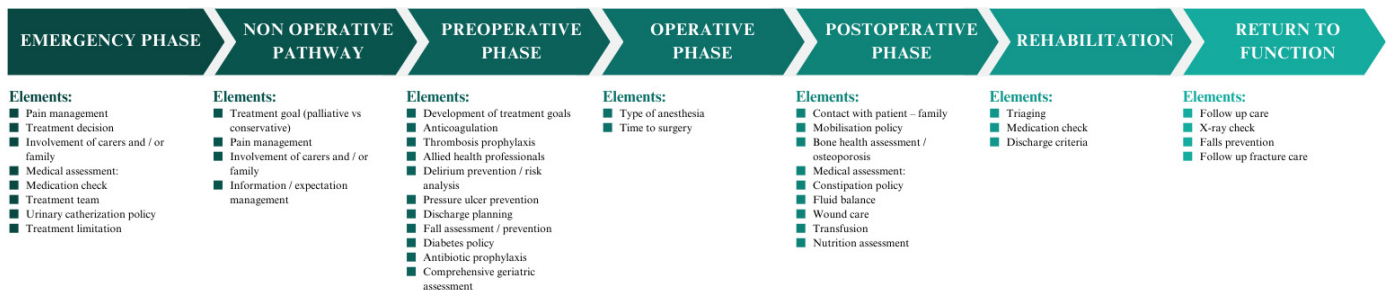 EMERGENCY PHASE
NON OPERATIVE
PATHWAY
PREOPERATIVE
PHASE
OPERATIVE
PHASE
POSTOPERATIVE
PHASE
REHABILITATION
RETURN TO
FUNCTION
Elements:
Pain management
Treatment decision
Involvement of carers and / or
family
Medical assessment:
Medication check
Treatment team
Urinary catherization policy
Treatment limitation
Elements:
Treatment goal (palliative vs
conservative)
Pain management
Involvement of carers and / or
family
Information / expectation
management
Elements:
Development of treatment goals
Anticoagulation
Thrombosis prophylaxis
Allied health professionals
Delirium prevention / risk
analysis
Pressure ulcer prevention
Discharge planning
Fall assessment / prevention
Diabetes policy
Antibiotic prophylaxis
Comprehensive geriatric
assessment
Elements:
Type of anesthesia
Time to surgery
Elements:
Contact with patient – family
Mobilisation policy
Bone health assessment /
osteoporosis
Medical assessment:
Constipation policy
Fluid balance
Wound care
Transfusion
Nutrition assessment
Elements:
Triaging
Medication check
Discharge criteria
Elements:
Follow up care
X-ray check
Falls prevention
Follow up fracture care